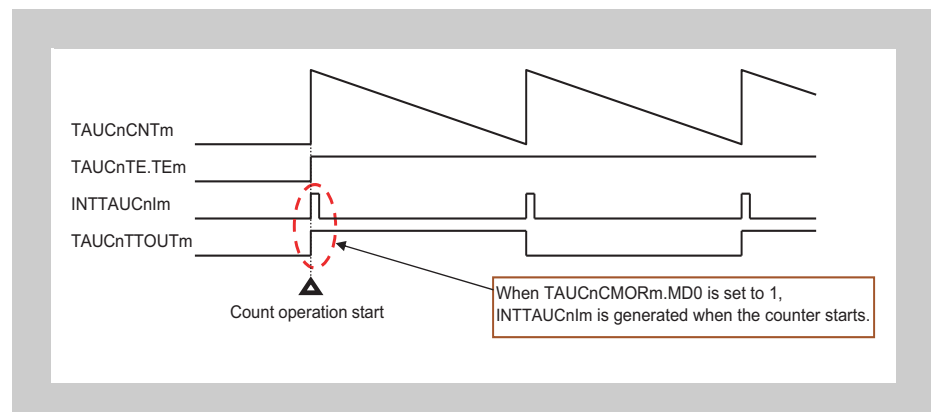 TAUCnCNTm
TAUCnTE.TEm
INTTAUCnIm
TAUCnTTOUTm
Count operation start
When TAUCnCMORm.MD0 is set to 1,
INTTAUCnIm is generated when the counter starts.